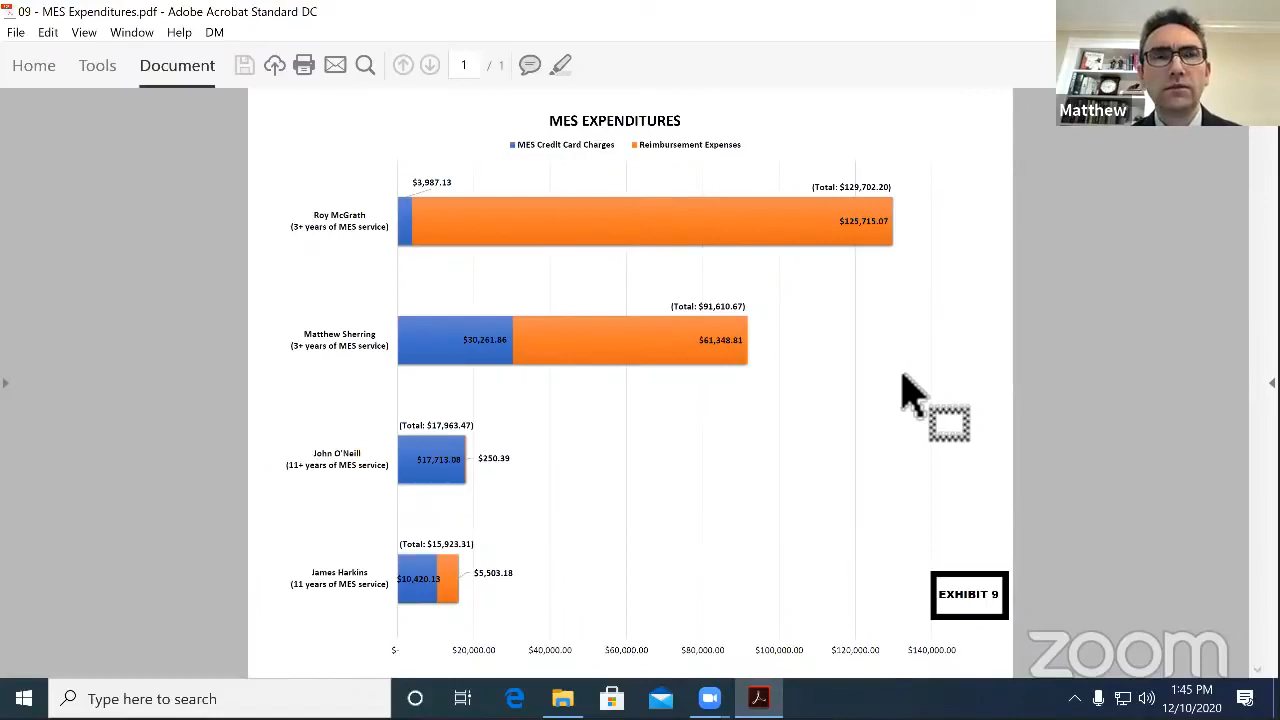 09 - MES Expenditures.pdf - Adobe Acrobat Standard DC
File Edit View Window Help DM
Home Tools Document 1 / 1
Matthew
MES EXPENDITURES
MES Credit Card Charges Reimbursement Expenses
$3,987.13
(Total: $129,702.20)
Roy McGrath
(3+ years of MES service)
$125,715.07
(Total: $91,610.67)
Matthew Sherring
(3+ years of MES service)
$30,261.86
$61,348.81
(Total: $17,963.47)
John O'Neill
(11+ years of MES service)
$17,713.08
$250.39
(Total: $15,923.31)
James Harkins
(11 years of MES service)
$10,420.13
$5,503.18
EXHIBIT 9
$- $20,000.00 $40,000.00 $60,000.00 $80,000.00 $100,000.00 $120,000.00 $140,000.00
zoom
Type here to search
1:45 PM
12/10/2020